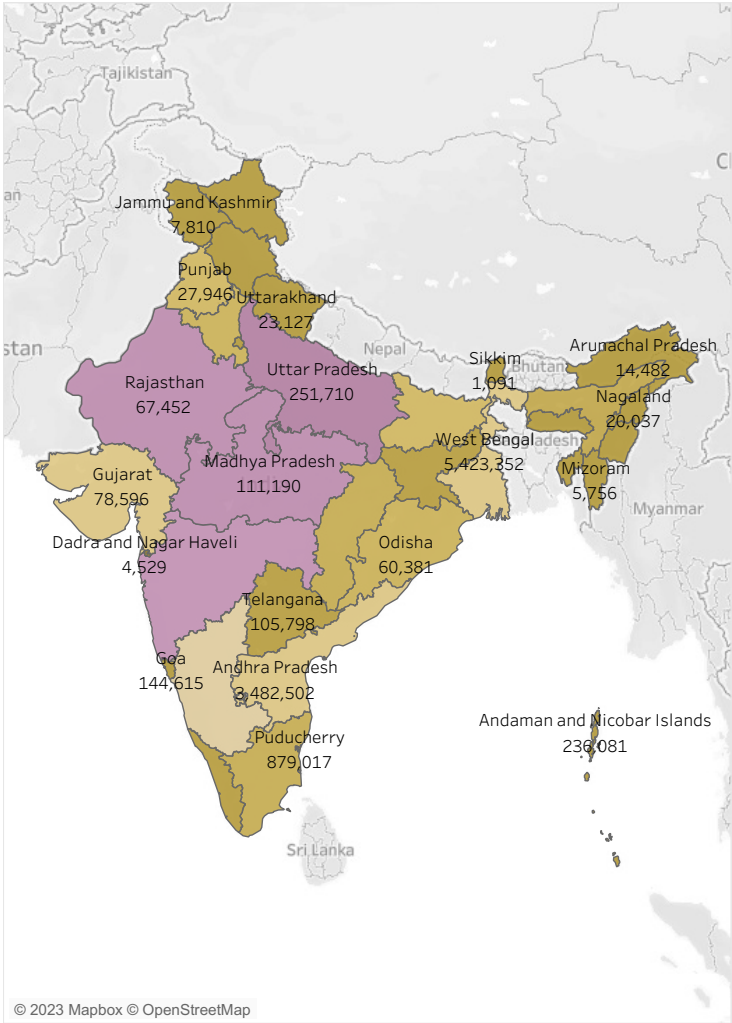 Tajikistan
Ch
an
Jammu and Kashmir
7,810
Punjab
27,946
Uttarakhand
23,127
stan
Nepal
Sikkim
1,091
Bhutan
Arunachal Pradesh
14,482
Uttar Pradesh
251,710
Rajasthan
67,452
Nagaland
20,037
West Bengal
5,423,352
Bangladesh
Madhya Pradesh
111,190
Mizoram
5,756
Gujarat
78,596
Myanmar
Dadra and Nagar Haveli
4,529
Odisha
60,381
Telangana
105,798
Goa
144,615
Andhra Pradesh
3,482,502
Puducherry
879,017
Andaman and Nicobar Islands
236,081
Sri Lanka
© 2023 Mapbox © OpenStreetMap